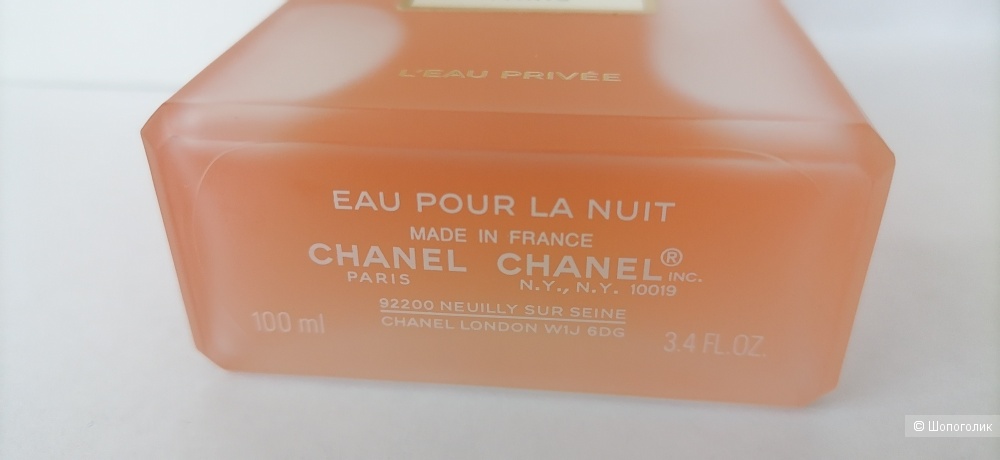 L'EAU PRIVÉE
EAU POUR LA NUIT
MADE IN FRANCE
CHANEL CHANEL® INC.
PARIS N.Y., N.Y. 10019
92200 NEUILLY SUR SEINE
CHANEL LONDON W1J 6DG
100 ml 3.4 FL.OZ.
© Шопоголик